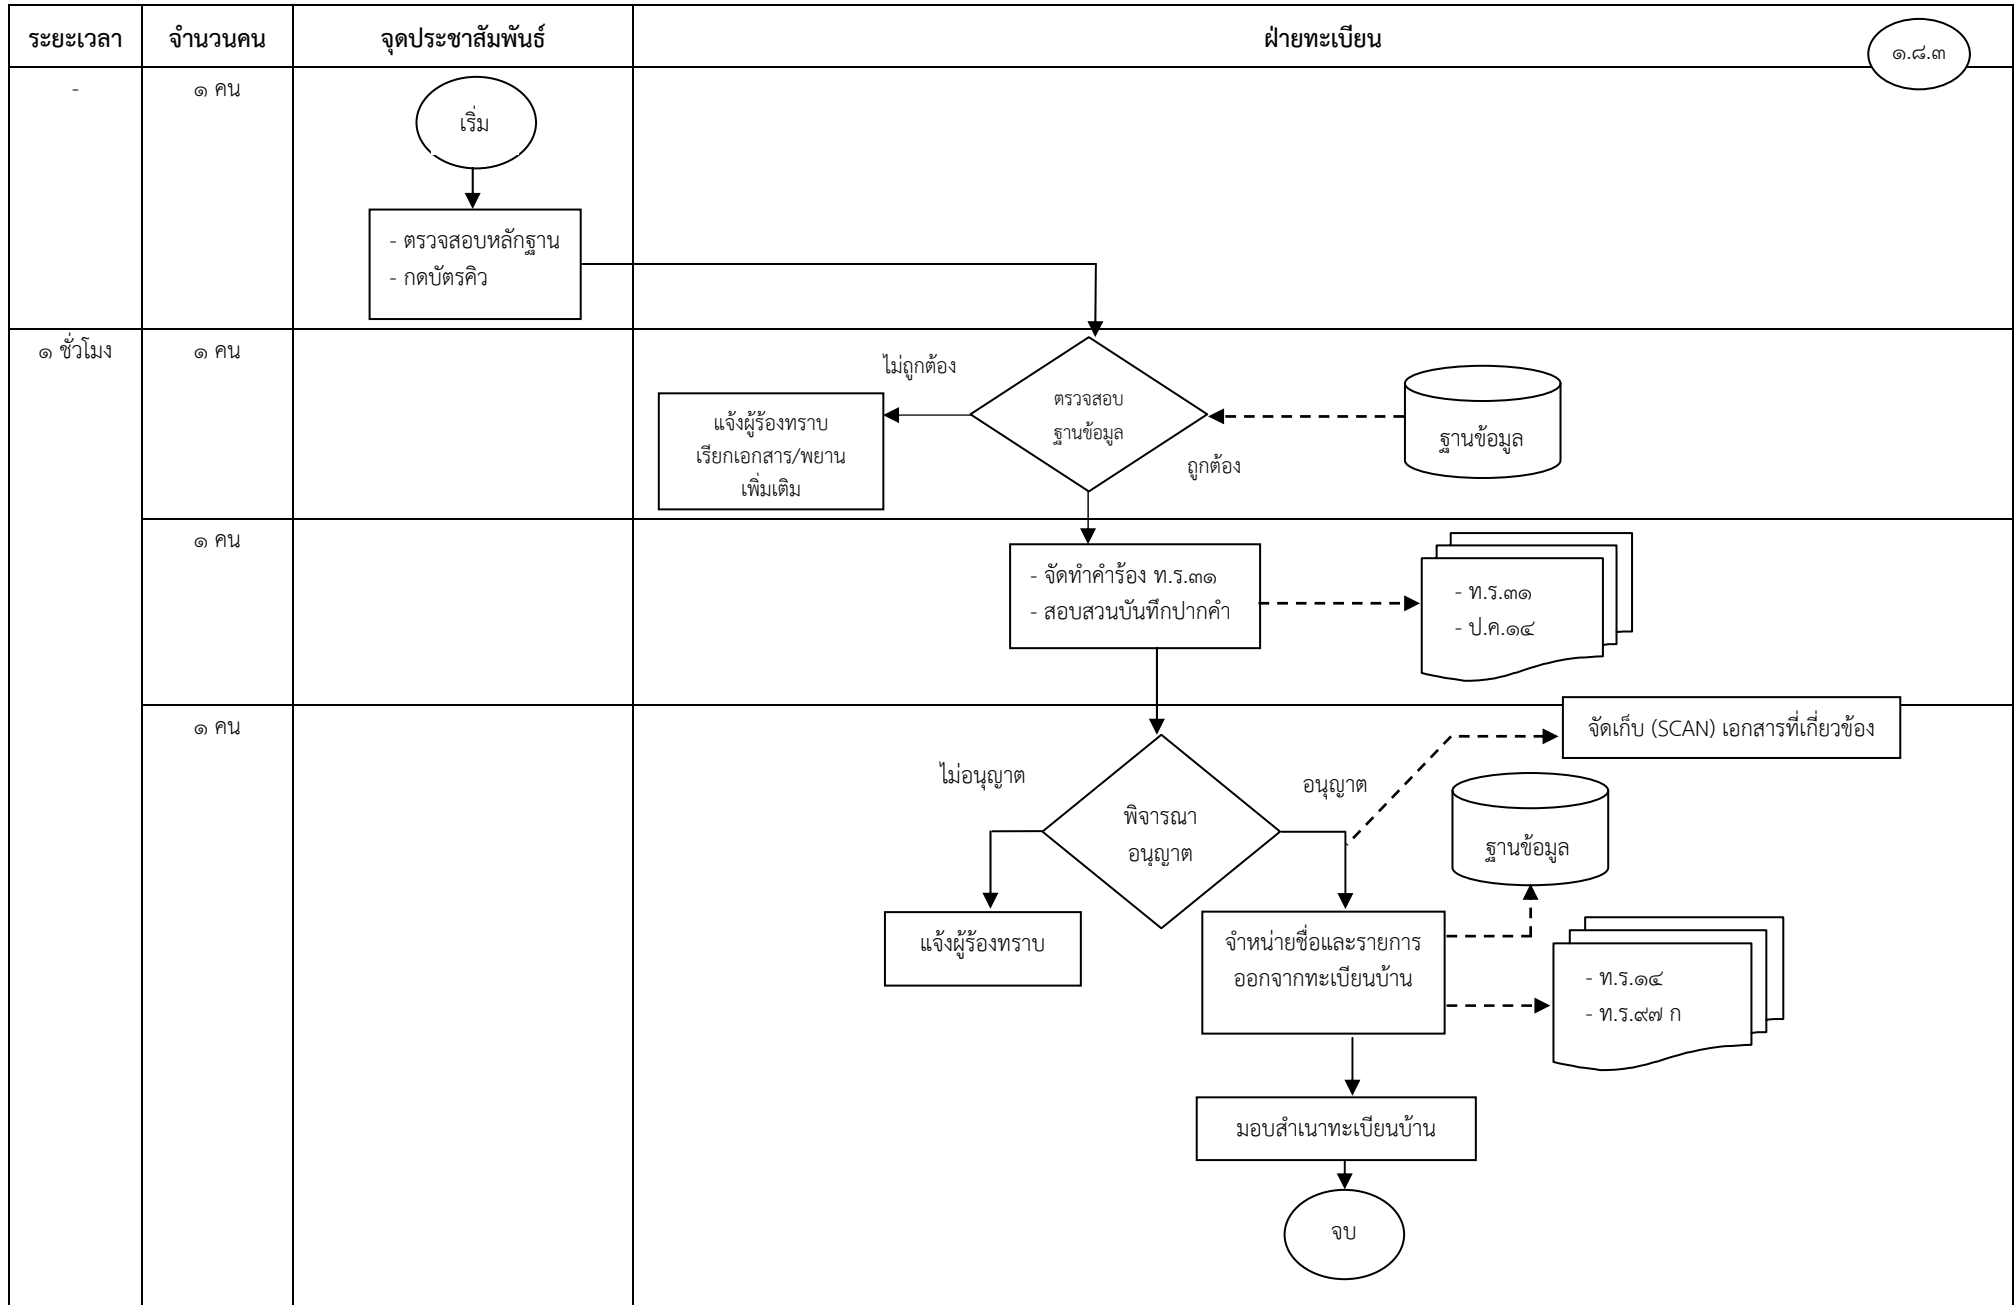 ระยะเวลา
จำนวนคน
จุดประชาสัมพันธ์
ฝ่ายทะเบียน
๑.๘.๓
-
๑ คน
เริ่ม
- ตรวจสอบหลักฐาน
- กดบัตรคิว
๑ ชั่วโมง
๑ คน
ไม่ถูกต้อง
แจ้งผู้ร้องทราบ
เรียกเอกสาร/พยาน
เพิ่มเติม
ตรวจสอบ
ฐานข้อมูล
ถูกต้อง
ฐานข้อมูล
๑ คน
- จัดทำคำร้อง ท.ร.๓๑
- สอบสวนบันทึกปากคำ
- ท.ร.๓๑
- ป.ค.๑๔
๑ คน
จัดเก็บ (SCAN) เอกสารที่เกี่ยวข้อง
ไม่อนุญาต
พิจารณา
อนุญาต
อนุญาต
ฐานข้อมูล
แจ้งผู้ร้องทราบ
จำหน่ายชื่อและรายการ
ออกจากทะเบียนบ้าน
- ท.ร.๑๔
- ท.ร.๙๗ ก
มอบสำเนาทะเบียนบ้าน
จบ